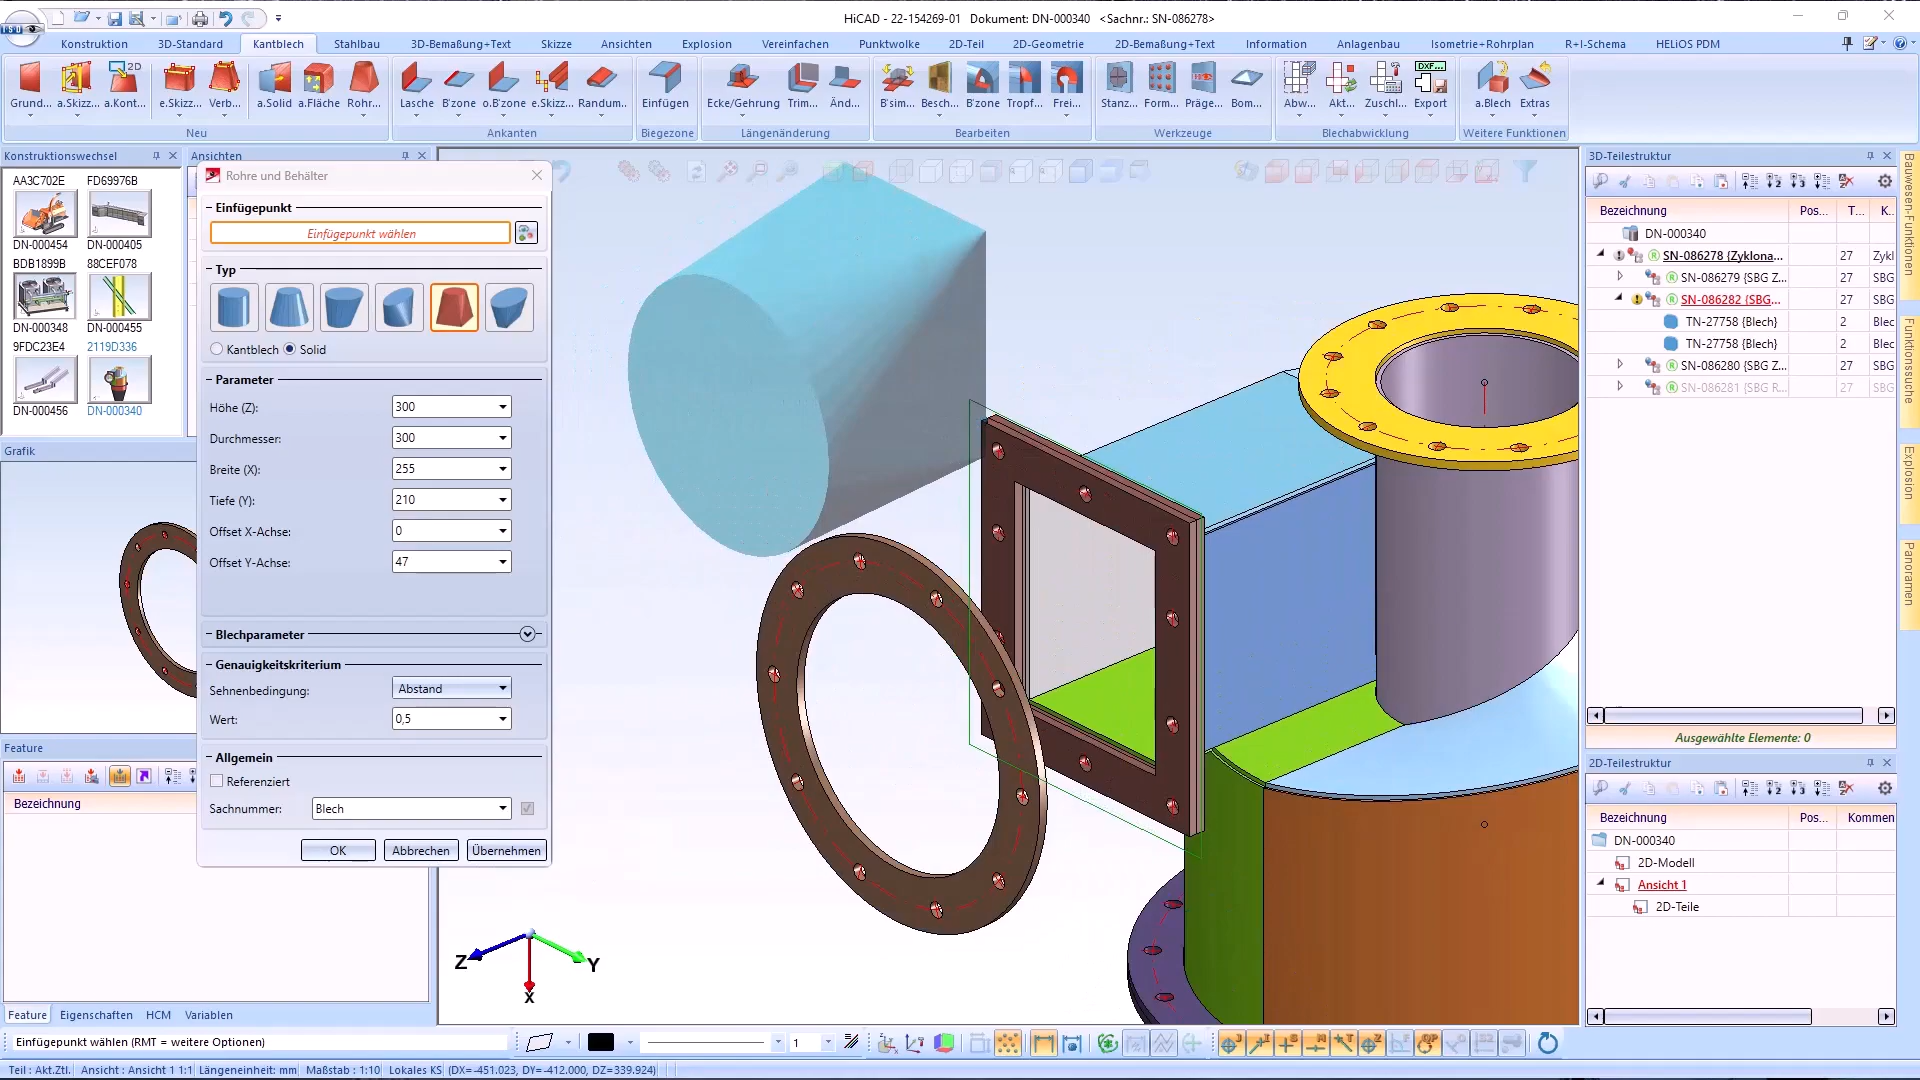 ISD
HiCAD - 22-154269-01   Dokument: DN-000340   <Sachnr.: SN-086278>
Konstruktion 3D-Standard Kantblech Stahlbau 3D-Bemaßung+Text Skizze Ansichten Explosion Vereinfachen Punktwolke 2D-Teil 2D-Geometrie 2D-Bemaßung+Text Information Anlagenbau Isometrie+Rohrplan R+I-Schema HELiOS PDM
Grund... a.Skizz... a.Kont... e.Skizz... Verb... a.Solid a.Fläche Rohr... Lasche B'zone o.B'zone e.Skizz... Randum... Einfügen Ecke/Gehrung Trim... Änd... B'sim... Besch... B'zone Tropf... Frei... Stanz... Form... Präge... Bom... Abw... Akt... Zuschl... Export a.Blech Extras
Neu Ankanten Biegezone Längenänderung Bearbeiten Werkzeuge Blechabwicklung Weitere Funktionen
Konstruktionswechsel
AA3C702E FD69976B
DN-000454 DN-000405
BDB1899B 88CEF078
DN-000348 DN-000455
9FDC23E4 2119D336
DN-000456 DN-000340
Grafik
Feature
Bezeichnung
Feature Eigenschaften HCM Variablen
Ansichten
Rohre und Behälter
Einfügepunkt
Einfügepunkt wählen
Typ
Kantblech Solid
Parameter
Höhe (Z): 300
Durchmesser: 300
Breite (X): 255
Tiefe (Y): 210
Offset X-Achse: 0
Offset Y-Achse: 47
Blechparameter
Genauigkeitskriterium
Sehnenbedingung: Abstand
Wert: 0,5
Allgemein
Referenziert
Sachnummer: Blech
OK Abbrechen Übernehmen
Z Y
X
3D-Teilestruktur
Bezeichnung Pos... T... K..
DN-000340
SN-086278 {Zyklona... 27 Zykl
SN-086279 {SBG Z... 27 SBG
SN-086282 {SBG... 27 SBG
TN-27758 {Blech} 2 Blec
TN-27758 {Blech} 2 Blec
SN-086280 {SBG Z... 27 SBG
SN-086281 {SBG R... 27 SBG
Ausgewählte Elemente: 0
2D-Teilestruktur
Bezeichnung Pos... Kommen
DN-000340
2D-Modell
Ansicht 1
2D-Teile
Bauwesen-Funktionen
Funktionssuche
Explosion
Panoramen
Einfügepunkt wählen (RMT = weitere Optionen)
1
Teil : Akt.Ztl. Ansicht : Ansicht 1 1:1 Längeneinheit: mm Maßstab : 1:10 Lokales KS (DX=-451.023, DY=-412.000, DZ=339.924)